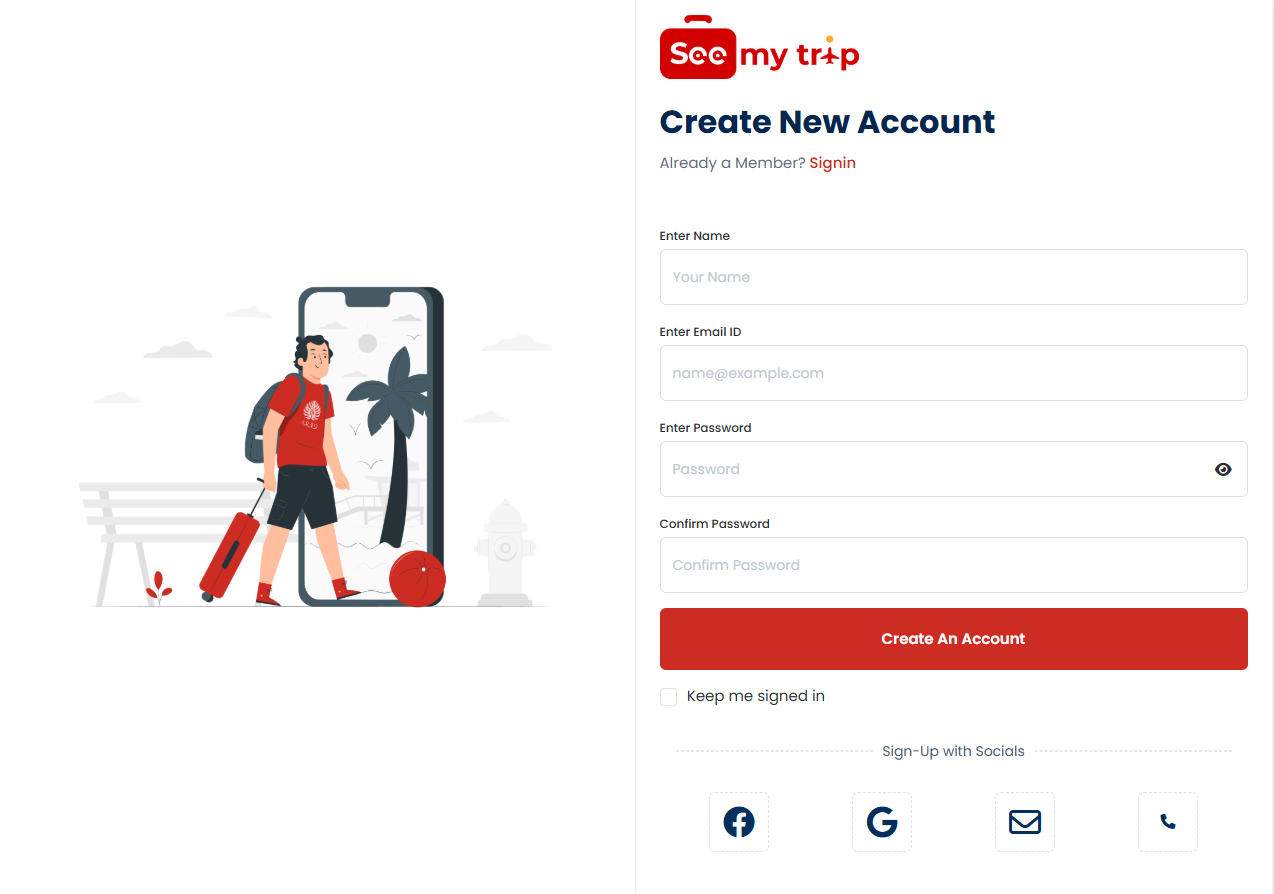 See my trip
Create New Account
Already a Member? Signin
Enter Name
Your Name
Enter Email ID
name@example.com
Enter Password
Password
Confirm Password
Confirm Password
Create An Account
Keep me signed in
Sign-Up with Socials